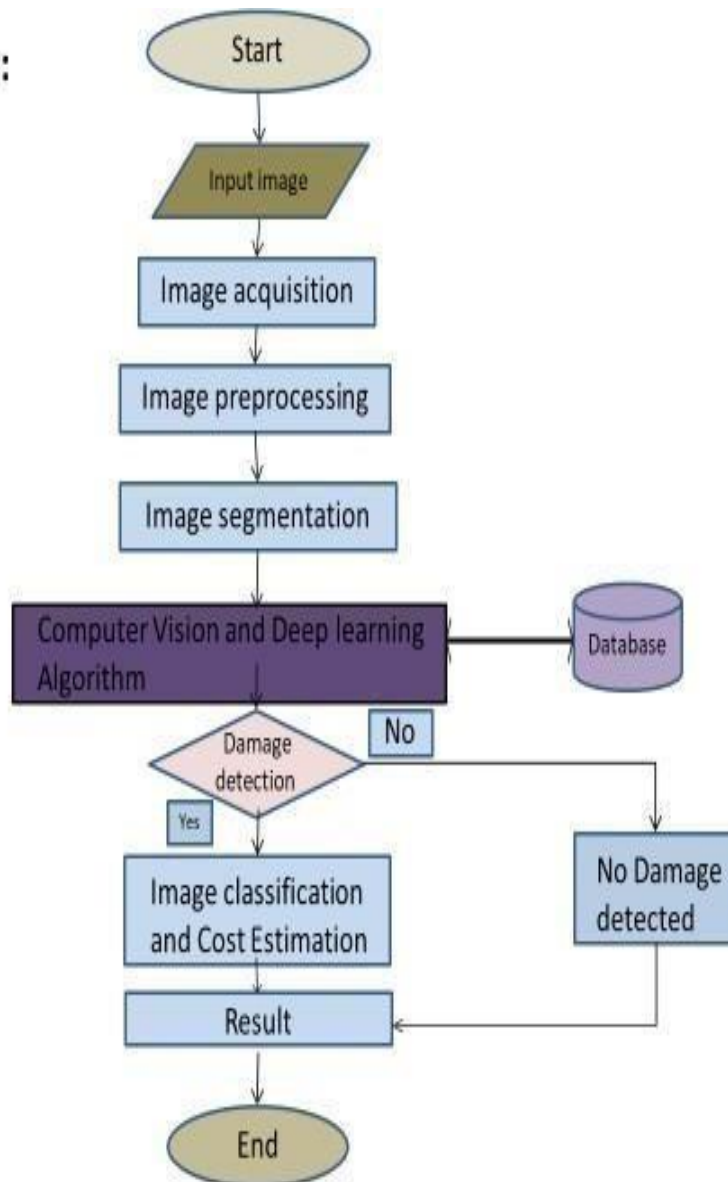 :
Start
Input image
Image acquisition
Image preprocessing
Image segmentation
Computer Vision and Deep learning
Algorithm
Database
Damage
detection
No
Yes
Image classification
and Cost Estimation
No Damage
detected
Result
End